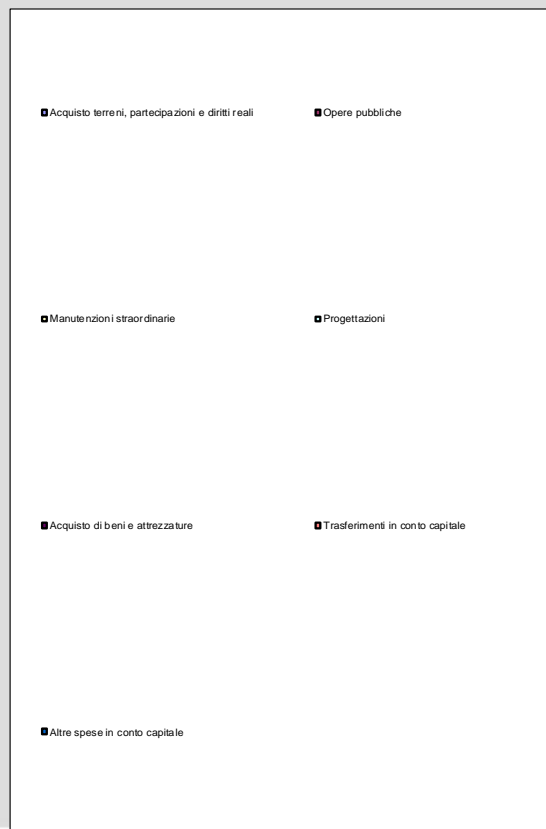 Acquisto terreni, partecipazioni e diritti reali
Opere pubbliche
Manutenzioni straordinarie
Progettazioni
Acquisto di beni e attrezzature
Trasferimenti in conto capitale
Altre spese in conto capitale